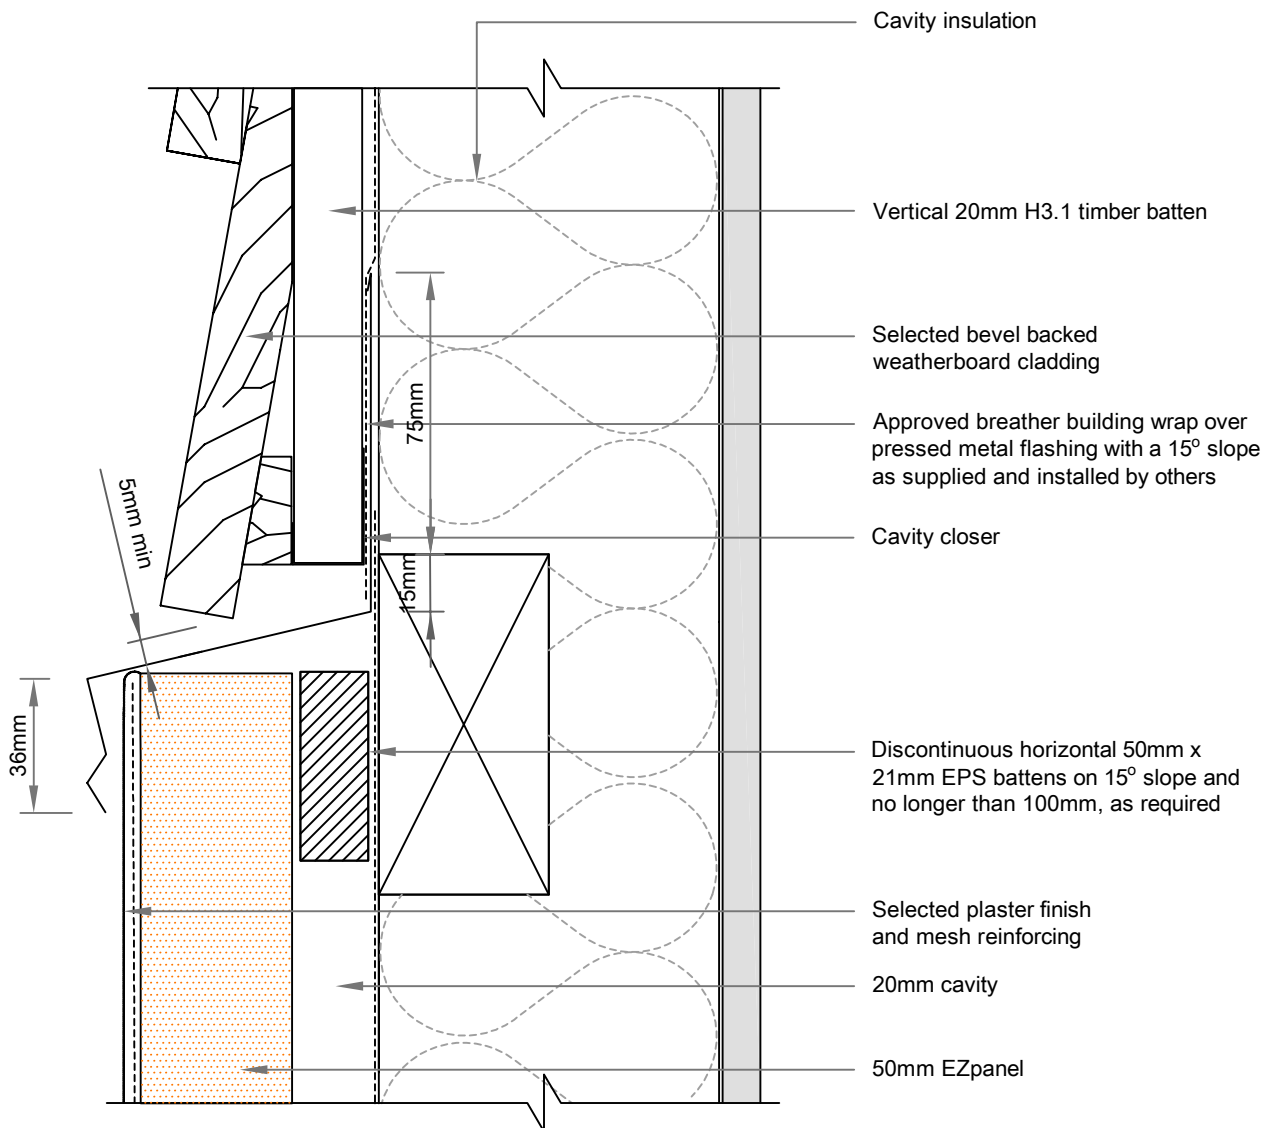 Cavity insulation
Vertical 20mm H3.1 timber batten
Selected bevel backed
weatherboard cladding
75mm
Approved breather building wrap over
pressed metal flashing with a 15° slope
as supplied and installed by others
5mm min
Cavity closer
15mm
36mm
Discontinuous horizontal 50mm x
21mm EPS battens on 15° slope and
no longer than 100mm, as required
Selected plaster finish
and mesh reinforcing
20mm cavity
50mm EZpanel